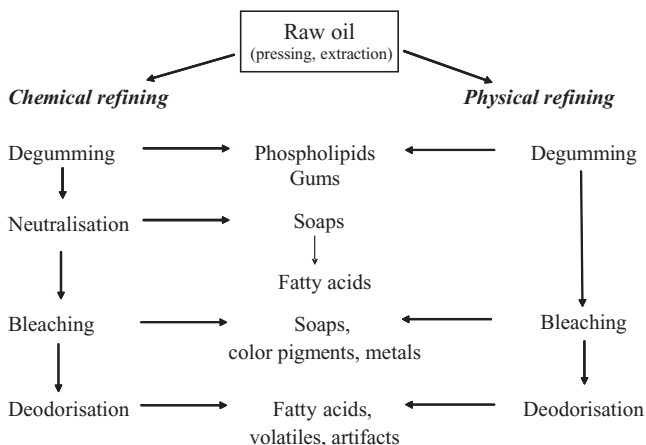 Raw oil
(pressing, extraction)
Chemical refining
Physical refining
Degumming
Phospholipids
Gums
Degumming
Neutralisation
Soaps
Fatty acids
Bleaching
Soaps,
color pigments, metals
Bleaching
Deodorisation
Fatty acids,
volatiles, artifacts
Deodorisation